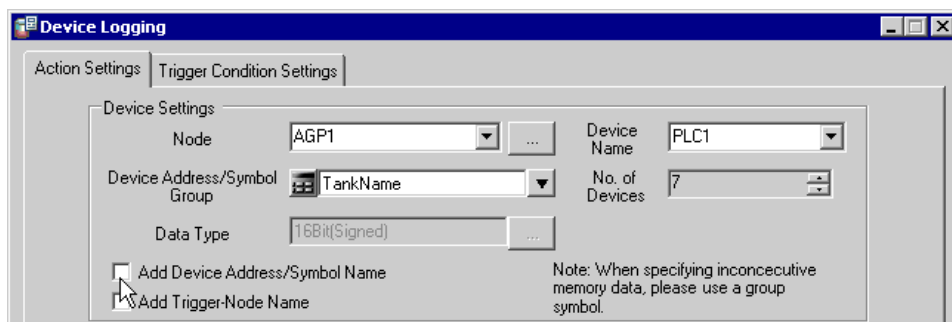 Device Logging
Action Settings Trigger Condition Settings
Device Settings
Node AGP1 ... Device Name PLC1
Device Address/Symbol Group TankName No. of Devices 7
Data Type 16Bit(Signed) ...
Add Device Address/Symbol Name
Add Trigger-Node Name
Note: When specifying inconcecutive
memory data, please use a group
symbol.